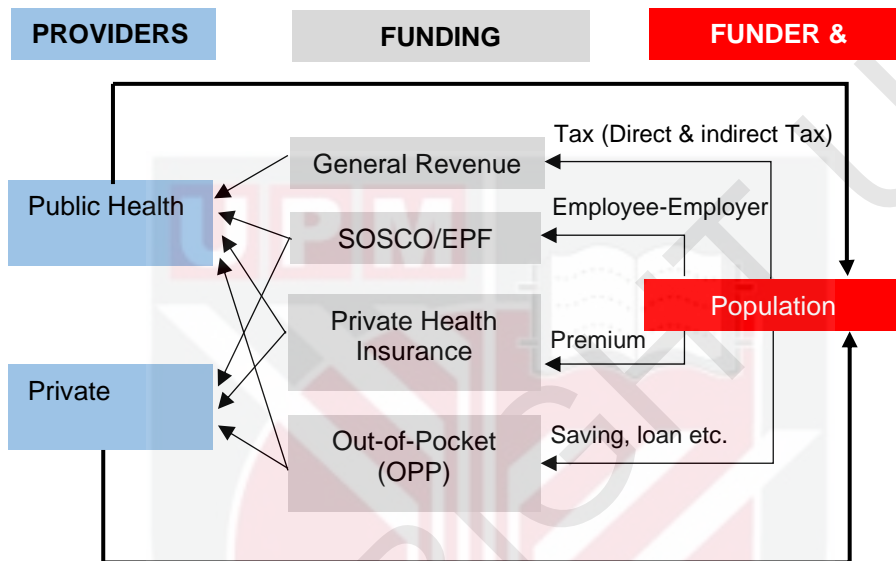 PROVIDERS
FUNDING
FUNDER &
Tax (Direct & indirect Tax)
General Revenue
Public Health
Employee-Employer
SOSCO/EPF
Population
Private Health
Insurance
Premium
Private
Out-of-Pocket
(OPP)
Saving, loan etc.
UPM